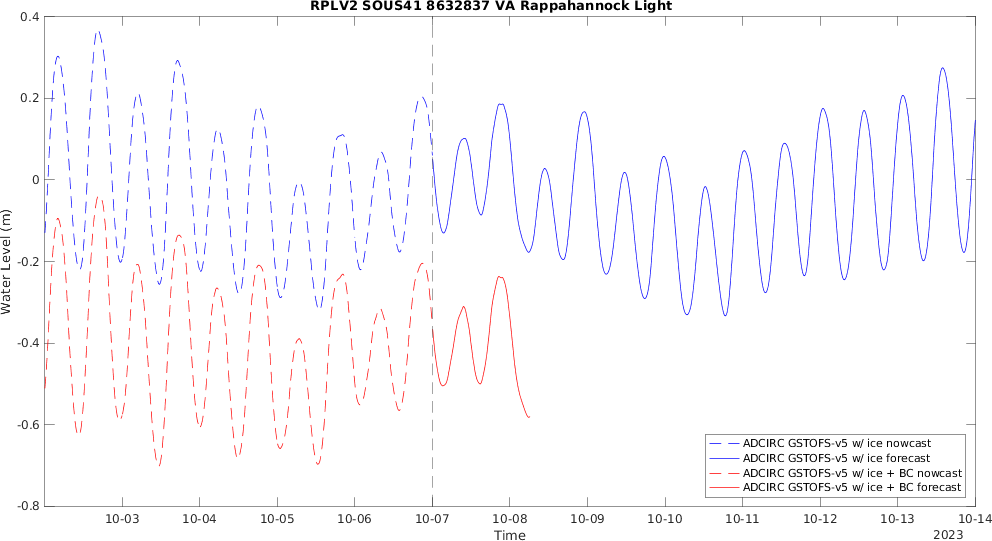 RPLV2 SOUS41 8632837 VA Rappahannock Light
0.4
0.2
0
-0.2
-0.4
-0.6
-0.8
Water Level (m)
10-03 10-04 10-05 10-06 10-07 10-08 10-09 10-10 10-11 10-12 10-13 10-14
Time
2023
ADCIRC GSTOFS-v5 w/ ice nowcast
ADCIRC GSTOFS-v5 w/ ice forecast
ADCIRC GSTOFS-v5 w/ ice + BC nowcast
ADCIRC GSTOFS-v5 w/ ice + BC forecast